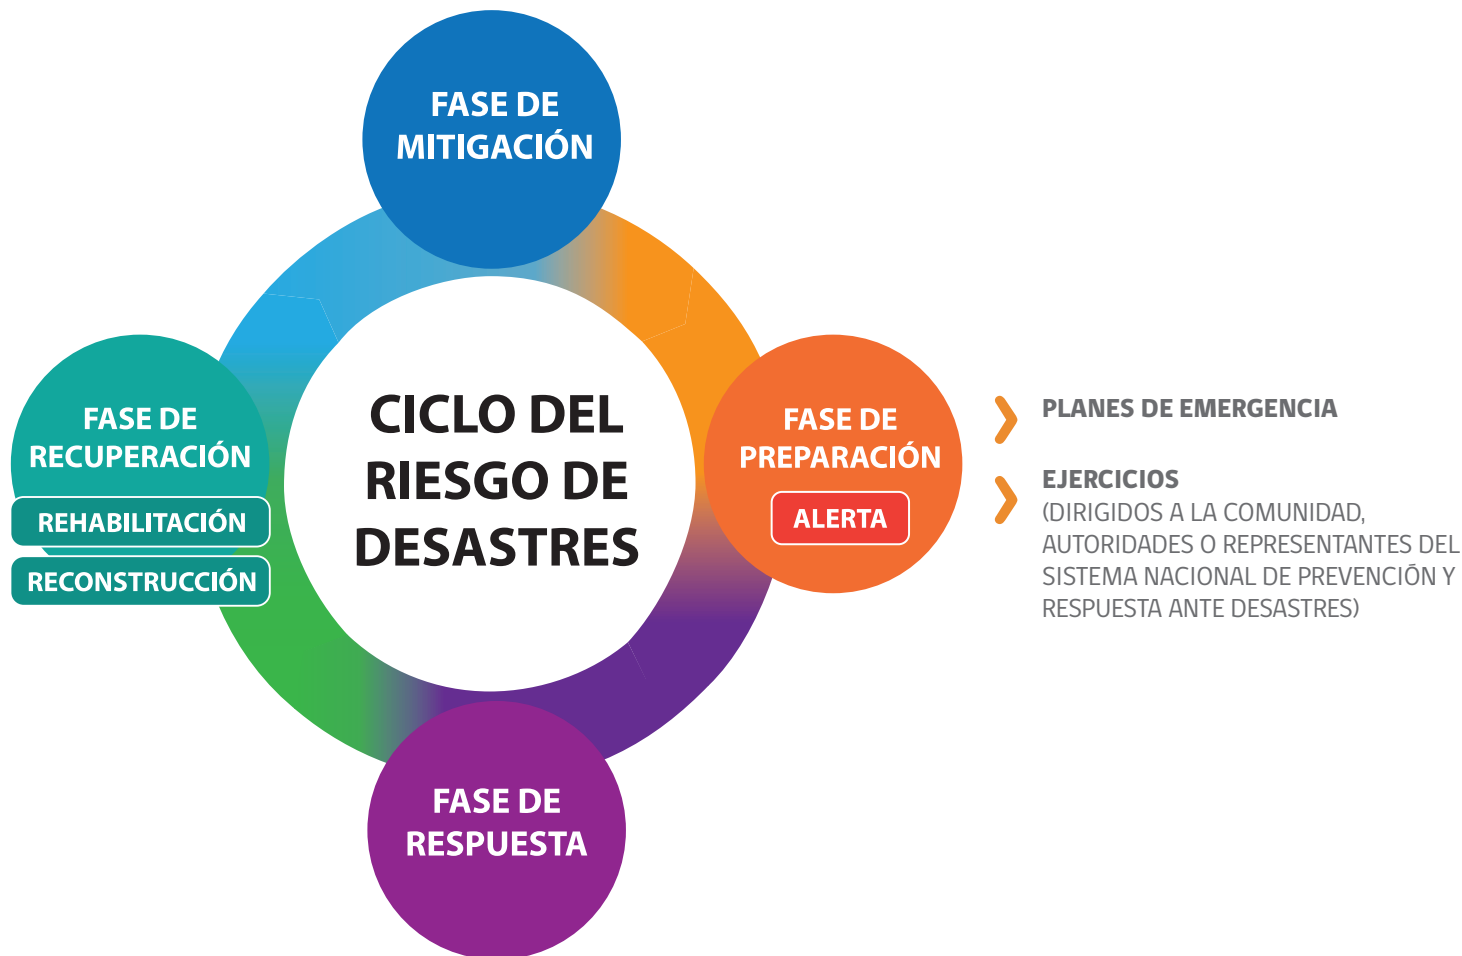 FASE DE
MITIGACIÓN
CICLO DEL
RIESGO DE
DESASTRES
FASE DE
RECUPERACIÓN
REHABILITACIÓN
RECONSTRUCCIÓN
FASE DE
PREPARACIÓN
ALERTA
PLANES DE EMERGENCIA
EJERCICIOS
(DIRIGIDOS A LA COMUNIDAD,
AUTORIDADES O REPRESENTANTES DEL
SISTEMA NACIONAL DE PREVENCIÓN Y
RESPUESTA ANTE DESASTRES)
FASE DE
RESPUESTA